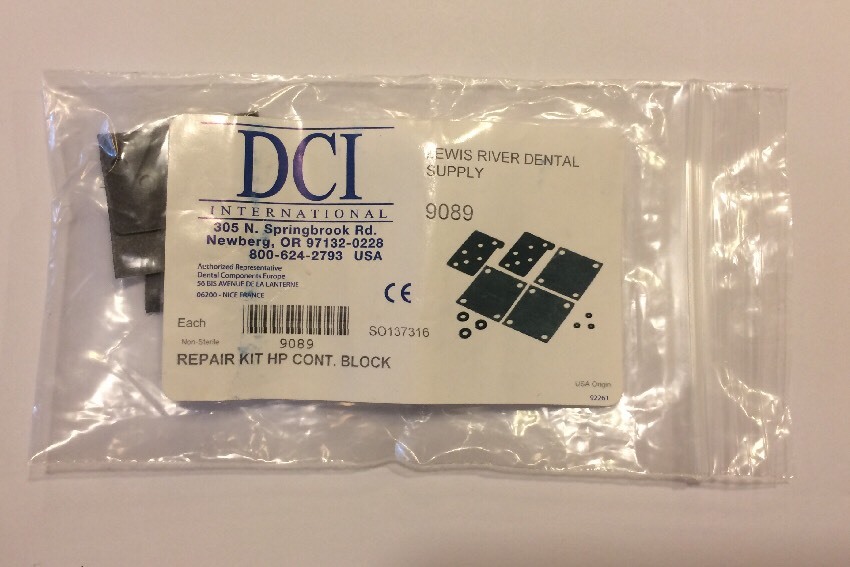 DCI
INTERNATIONAL
305 N. Springbrook Rd.
Newberg, OR 97132-0228
800-624-2793 USA
Authorized Representative
Dental Components Europe
56 BIS AVENUE DE LA LANTERNE
06200 - NICE FRANCE
CE
Each
Non-Sterile
9089
SO137316
REPAIR KIT HP CONT. BLOCK
LEWIS RIVER DENTAL
SUPPLY
9089
USA Origin
92261